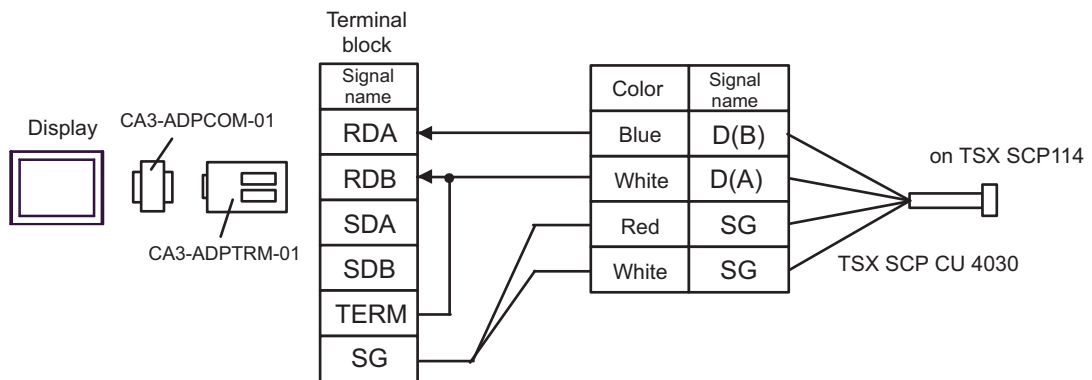 Terminal
block
Display
CA3-ADPCOM-01
CA3-ADPTRM-01
Signal
name
RDA
RDB
SDA
SDB
TERM
SG
Color
Signal
name
Blue
D(B)
White
D(A)
Red
SG
White
SG
on TSX SCP114
TSX SCP CU 4030